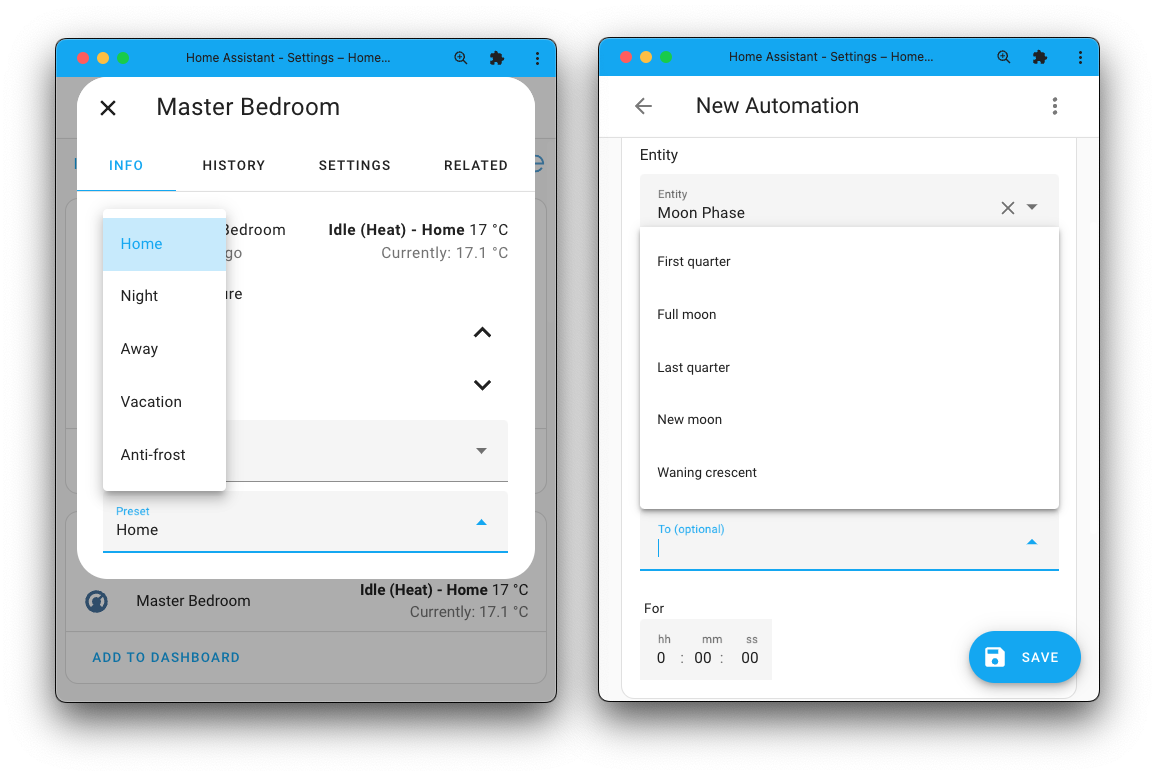 Home Assistant - Settings – Home...
Master Bedroom
INFO HISTORY SETTINGS RELATED
Home
Night
Away
Vacation
Anti-frost
Bedroom Idle (Heat) - Home 17 °C
go Currently: 17.1 °C
ure
Preset
Home
Idle (Heat) - Home 17 °C
Master Bedroom
Currently: 17.1 °C
ADD TO DASHBOARD
Home Assistant - Settings – Home...
New Automation
Entity
Entity
Moon Phase
First quarter
Full moon
Last quarter
New moon
Waning crescent
To (optional)
For
hh mm ss
0 : 00 : 00
SAVE